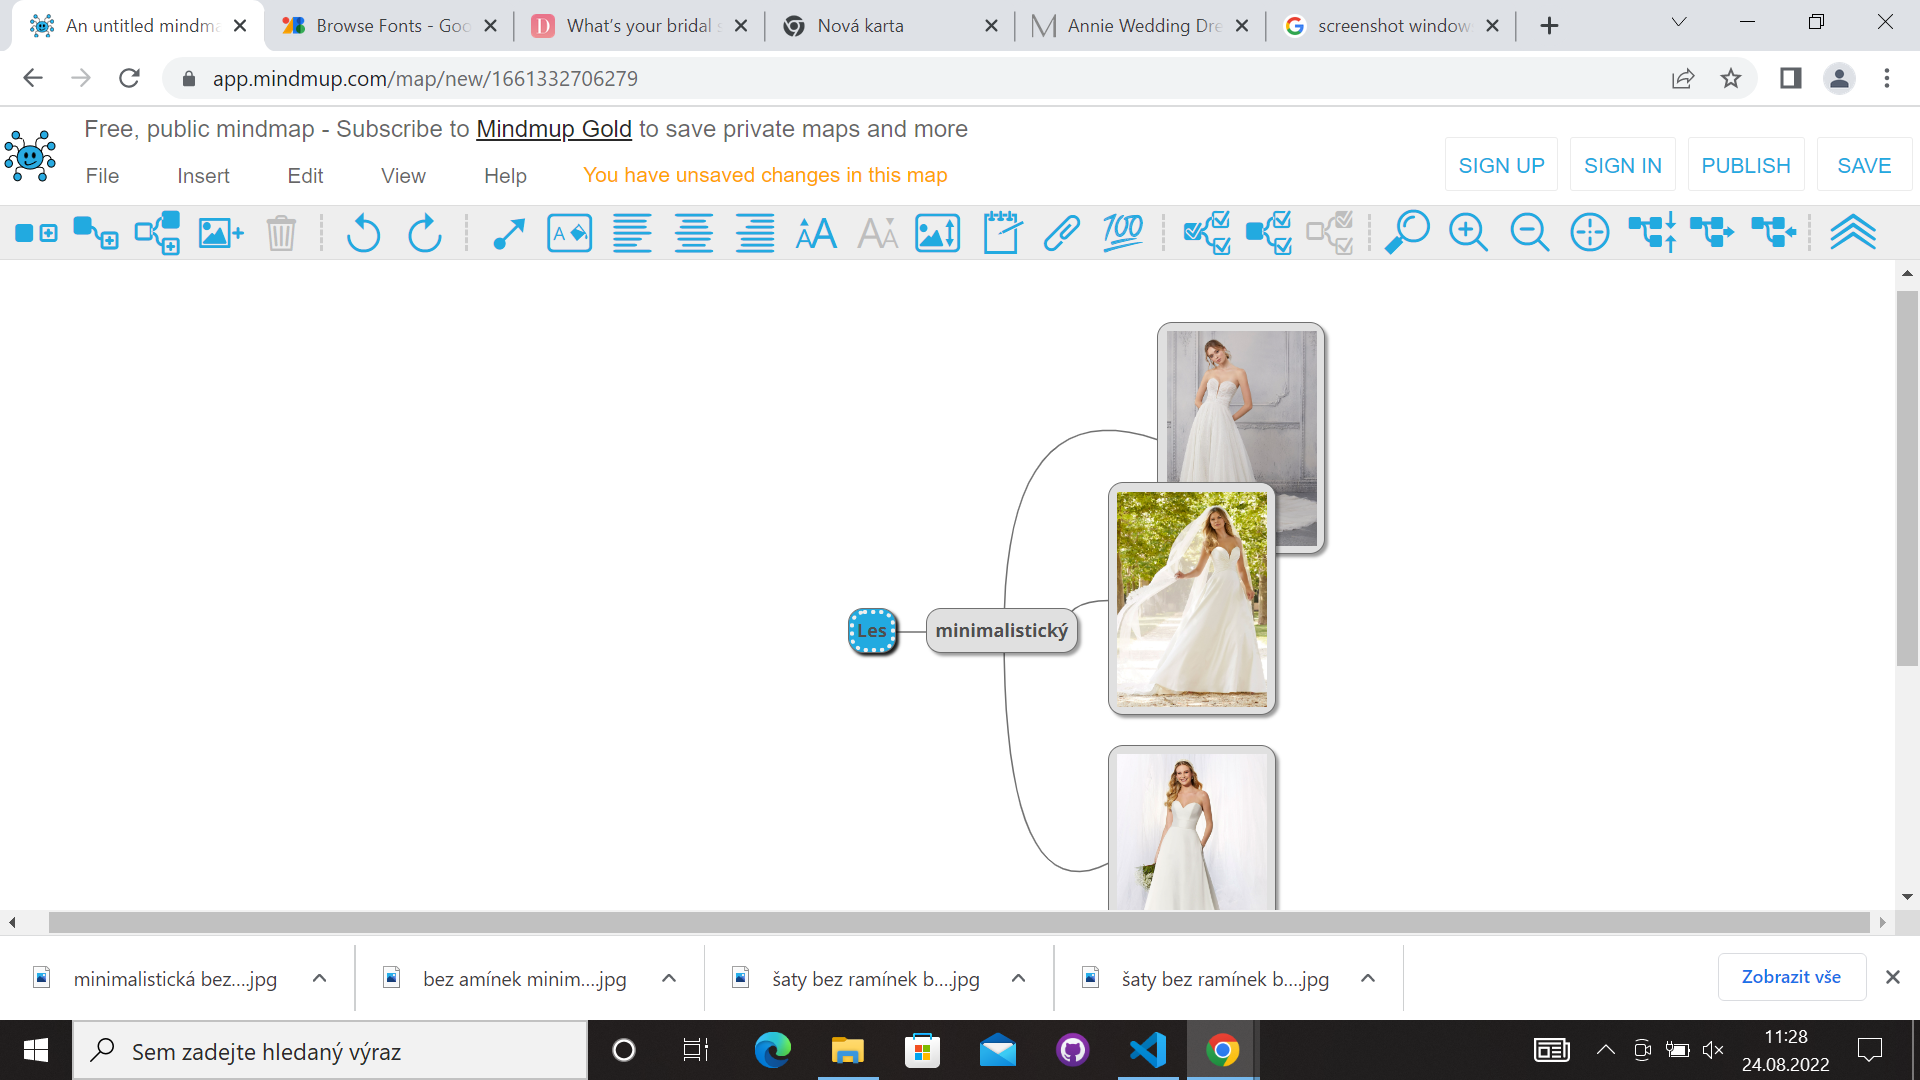 An untitled mindma
Browse Fonts - Goo
What's your bridal s
Nová karta
Annie Wedding Dre
screenshot windows
app.mindmup.com/map/new/1661332706279
Free, public mindmap - Subscribe to Mindmup Gold to save private maps and more
File Insert Edit View Help You have unsaved changes in this map
SIGN UP SIGN IN PUBLISH SAVE
Les
minimalistický
minimalistická bez....jpg
bez amínek minim....jpg
šaty bez ramínek b....jpg
šaty bez ramínek b....jpg
Zobrazit vše
Sem zadejte hledaný výraz
11:28
24.08.2022